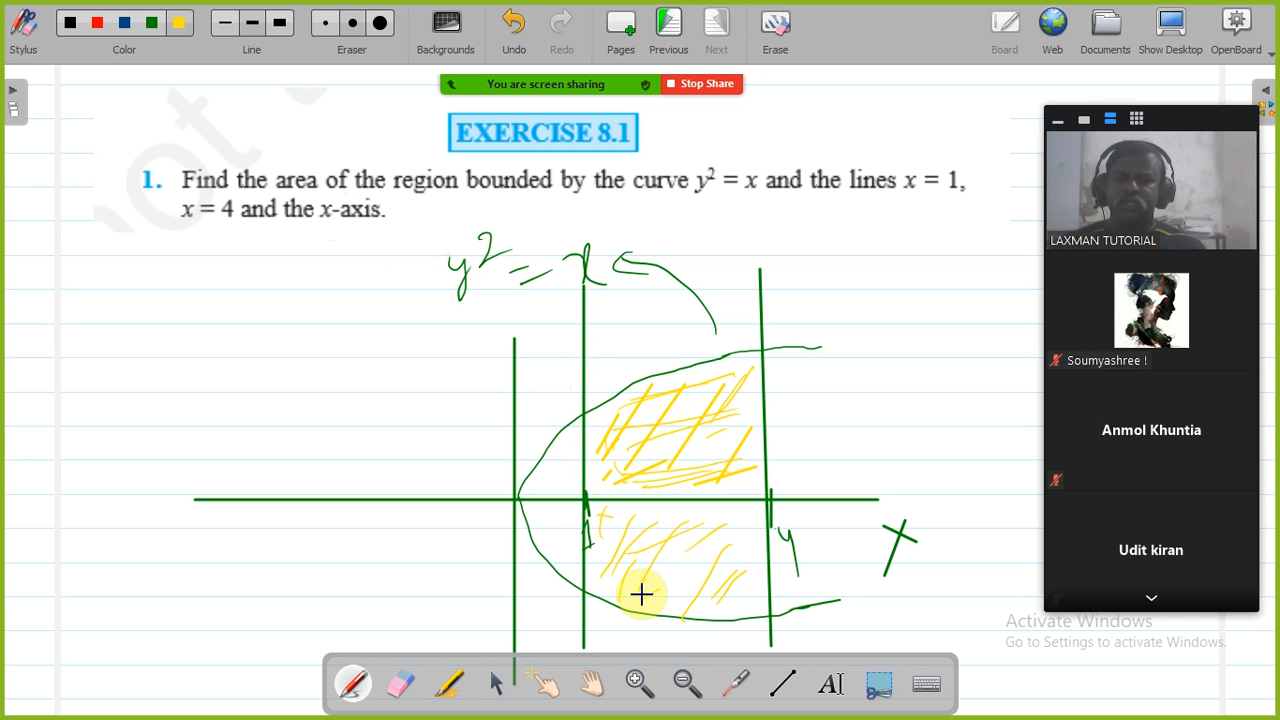 Stylus
Color
Line
Eraser
Backgrounds
Undo
Redo
Pages
Previous
Next
Erase
Board
Web
Documents
Show Desktop
OpenBoard
You are screen sharing
Stop Share
EXERCISE 8.1
1. Find the area of the region bounded by the curve y² = x and the lines x = 1,
x = 4 and the x-axis.
y² = x
1
4
X
LAXMAN TUTORIAL
Soumyashree !
Anmol Khuntia
Udit kiran
Activate Windows
Go to Settings to activate Windows.